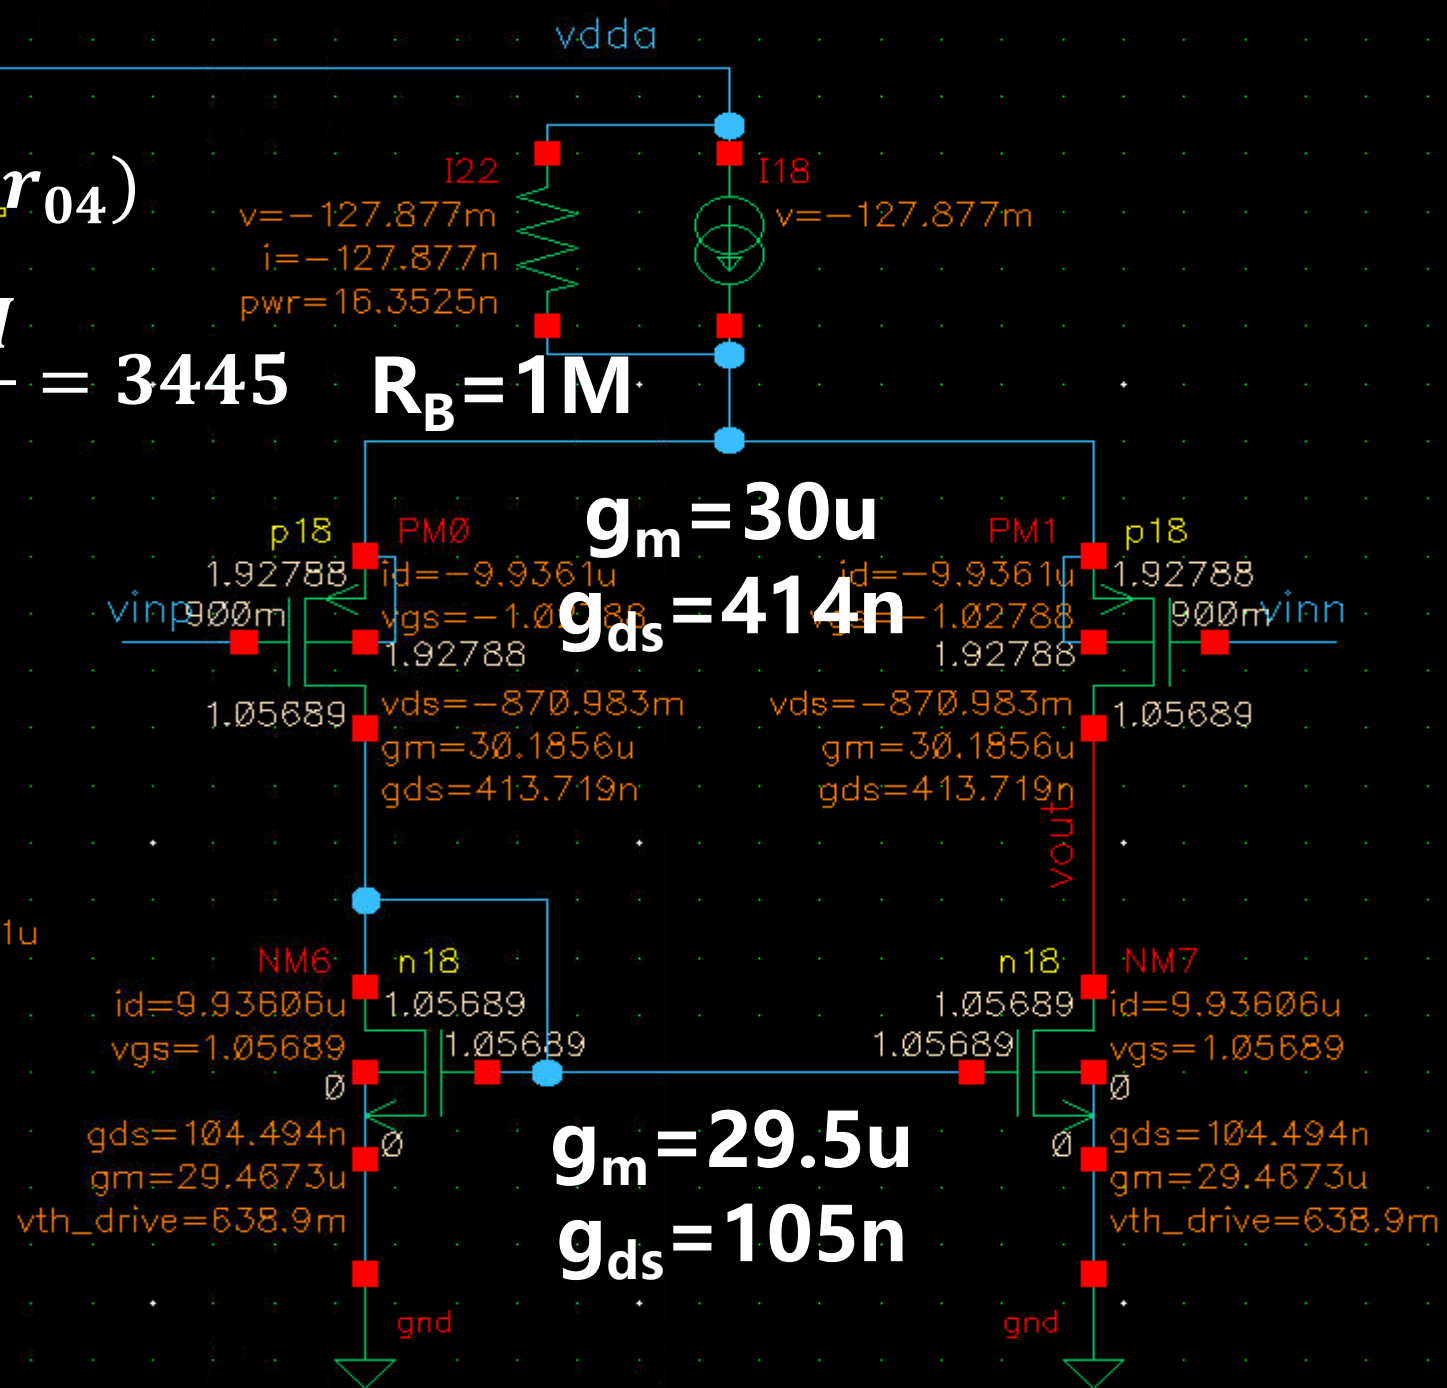 vdda
r04)
I22
I18
v=-127.877m
v=-127.877m
i=-127.877n
pwr=16.3525n
= 3445
RB=1M
gm=30u
gds=414n
p18
PM0
PM1
p18
1.92788
id=-9.9361u
id=-9.9361u
1.92788
vinp
900m
vgs=-1.02788
vgs=-1.02788
900m
vinn
1.92788
1.92788
1.05689
vds=-870.983m
vds=-870.983m
1.05689
gm=30.1856u
gm=30.1856u
gds=413.719n
gds=413.719n
vout
1u
NM6
n18
n18
NM7
id=9.93606u
1.05689
1.05689
id=9.93606u
vgs=1.05689
1.05689
1.05689
vgs=1.05689
0
0
gds=104.494n
0
0
gds=104.494n
gm=29.4673u
gm=29.4673u
vth_drive=638.9m
vth_drive=638.9m
gm=29.5u
gds=105n
gnd
gnd